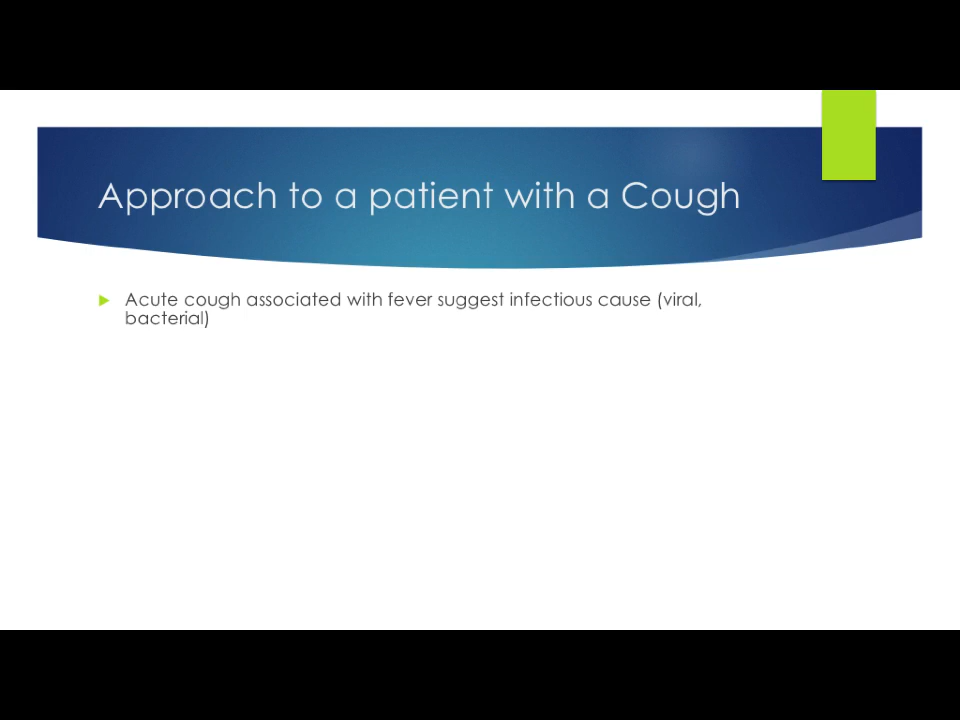 Approach to a patient with a Cough
Acute cough associated with fever suggest infectious cause (viral,
bacterial)